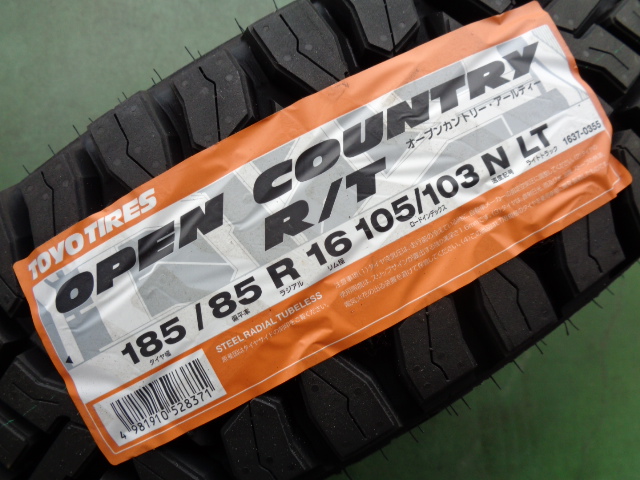 TOYO TIRES
OPEN COUNTRY
R/T
オープンカントリー・アールティー
185 / 85 R 16 105/103 N LT
タイヤ幅 扁平率 ラジアル リム径 ロードインデックス 速度記号 ライトトラック
1637-0355
STEEL RADIAL TUBELESS
4 981910 528371